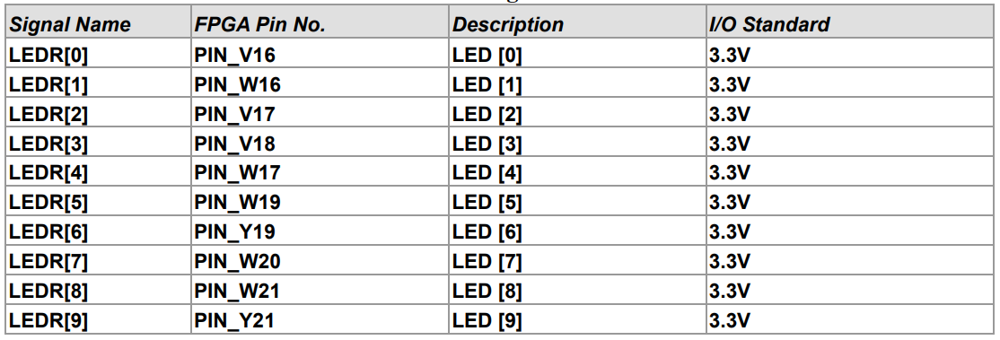 Signal Name FPGA Pin No. Description I/O Standard
LEDR[0] PIN_V16 LED [0] 3.3V
LEDR[1] PIN_W16 LED [1] 3.3V
LEDR[2] PIN_V17 LED [2] 3.3V
LEDR[3] PIN_V18 LED [3] 3.3V
LEDR[4] PIN_W17 LED [4] 3.3V
LEDR[5] PIN_W19 LED [5] 3.3V
LEDR[6] PIN_Y19 LED [6] 3.3V
LEDR[7] PIN_W20 LED [7] 3.3V
LEDR[8] PIN_W21 LED [8] 3.3V
LEDR[9] PIN_Y21 LED [9] 3.3V